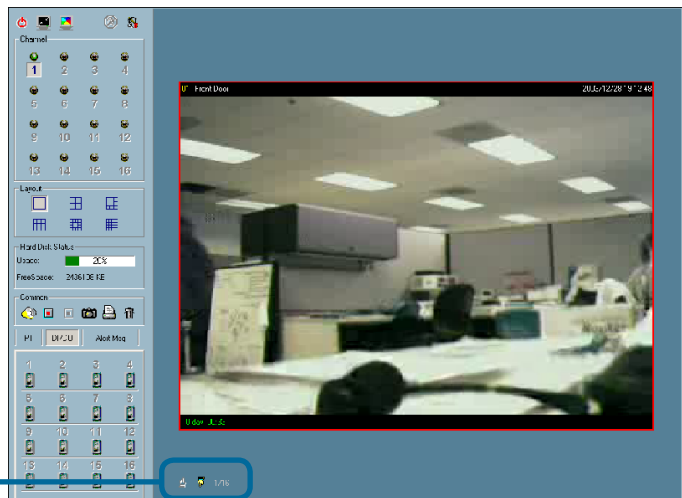 Channel
1 2 3 4
5 6 7 8
9 10 11 12
13 14 15 16
Layout
Hard Disk Status
20%
FreeSpace:
Common
PT DI/DO Alert Msg
1 2 3 4
5 6 7 8
9 10 11 12
13 14 15 16
Front Door
1/16